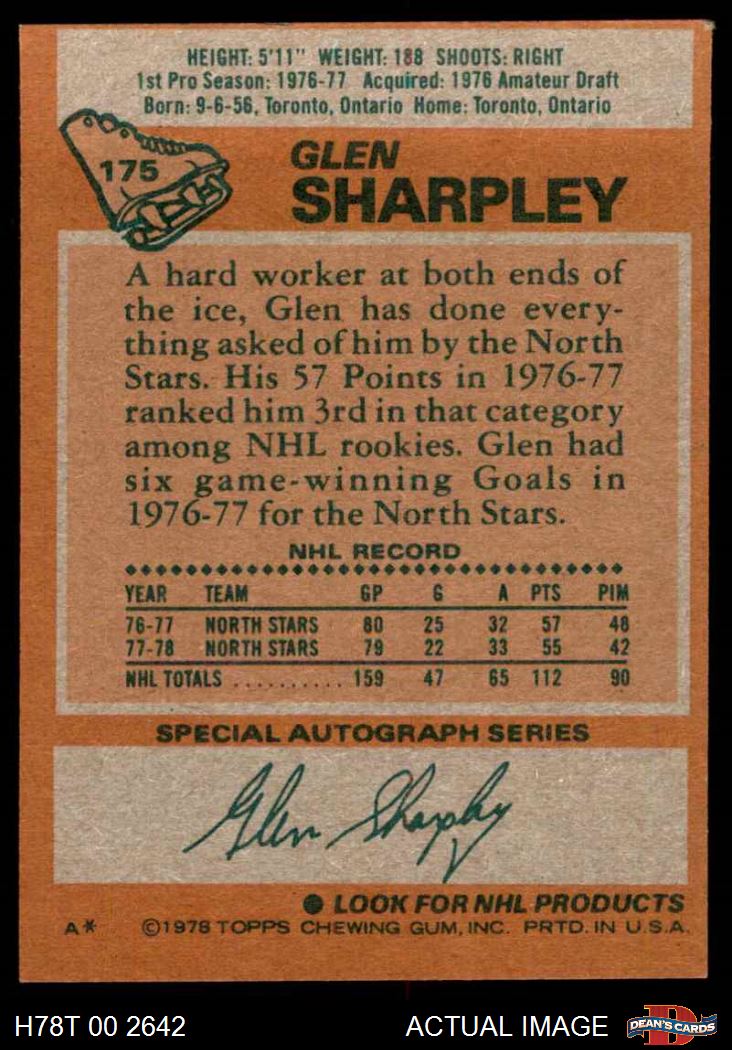 HEIGHT: 5'11" WEIGHT: 188 SHOOTS: RIGHT
1st Pro Season: 1976-77 Acquired: 1976 Amateur Draft
Born: 9-6-56, Toronto, Ontario Home: Toronto, Ontario
175
GLEN
SHARPLEY
A hard worker at both ends of
the ice, Glen has done every-
thing asked of him by the North
Stars. His 57 Points in 1976-77
ranked him 3rd in that category
among NHL rookies. Glen had
six game-winning Goals in
1976-77 for the North Stars.
NHL RECORD
YEAR TEAM GP G A PTS PIM
76-77 NORTH STARS 80 25 32 57 48
77-78 NORTH STARS 79 22 33 55 42
NHL TOTALS .......... 159 47 65 112 90
SPECIAL AUTOGRAPH SERIES
Glen Sharpley
● LOOK FOR NHL PRODUCTS
A* ©1978 TOPPS CHEWING GUM, INC. PRTD. IN U.S.A.
H78T 00 2642 ACTUAL IMAGE D DEAN'S CARDS